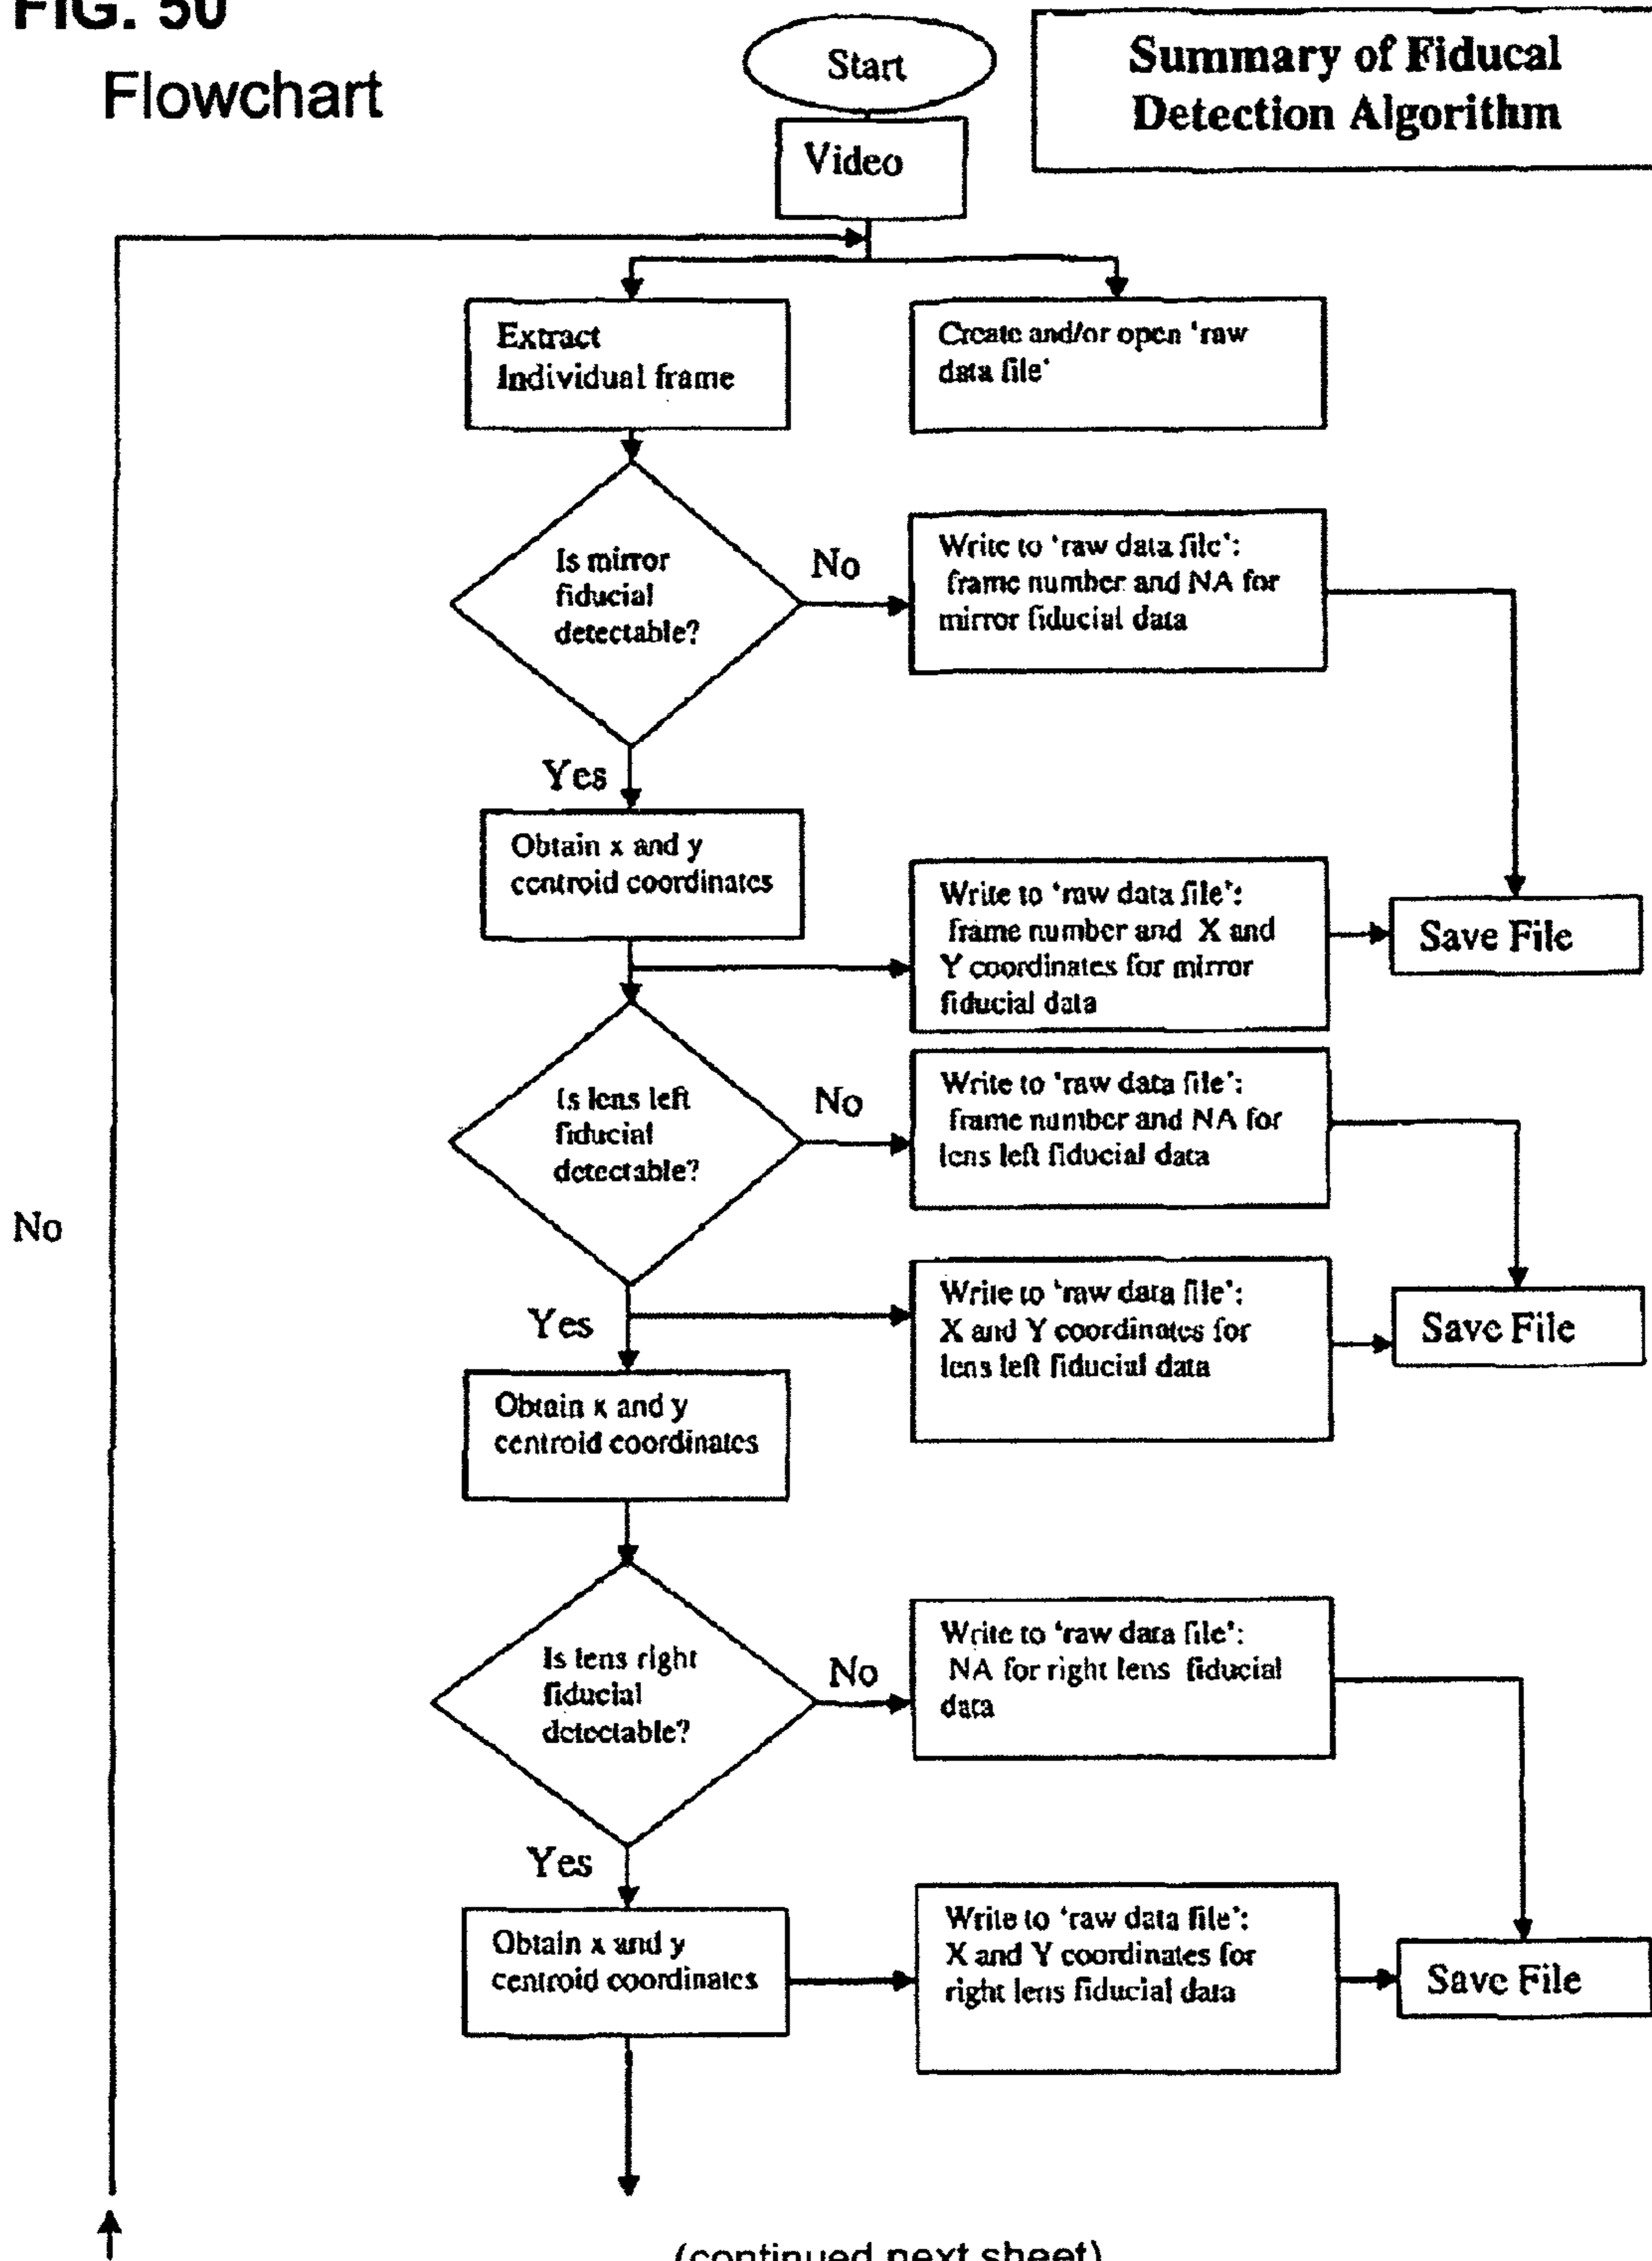 FIG. 50
Flowchart
Start
Summary of Fiducal
Detection Algorithm
Video
Extract
Individual frame
Create and/or open 'raw
data file'
Is mirror
fiducial
detectable?
No
Write to 'raw data file':
frame number and NA for
mirror fiducial data
Yes
Obtain x and y
centroid coordinates
Write to 'raw data file':
frame number and X and
Y coordinates for mirror
fiducial data
Save File
Is lens left
fiducial
detectable?
No
Write to 'raw data file':
frame number and NA for
lens left fiducial data
No
Yes
Write to 'raw data file':
X and Y coordinates for
lens left fiducial data
Save File
Obtain x and y
centroid coordinates
Is lens right
fiducial
detectable?
No
Write to 'raw data file':
NA for right lens fiducial
data
Yes
Obtain x and y
centroid coordinates
Write to 'raw data file':
X and Y coordinates for
right lens fiducial data
Save File
(continued next sheet)